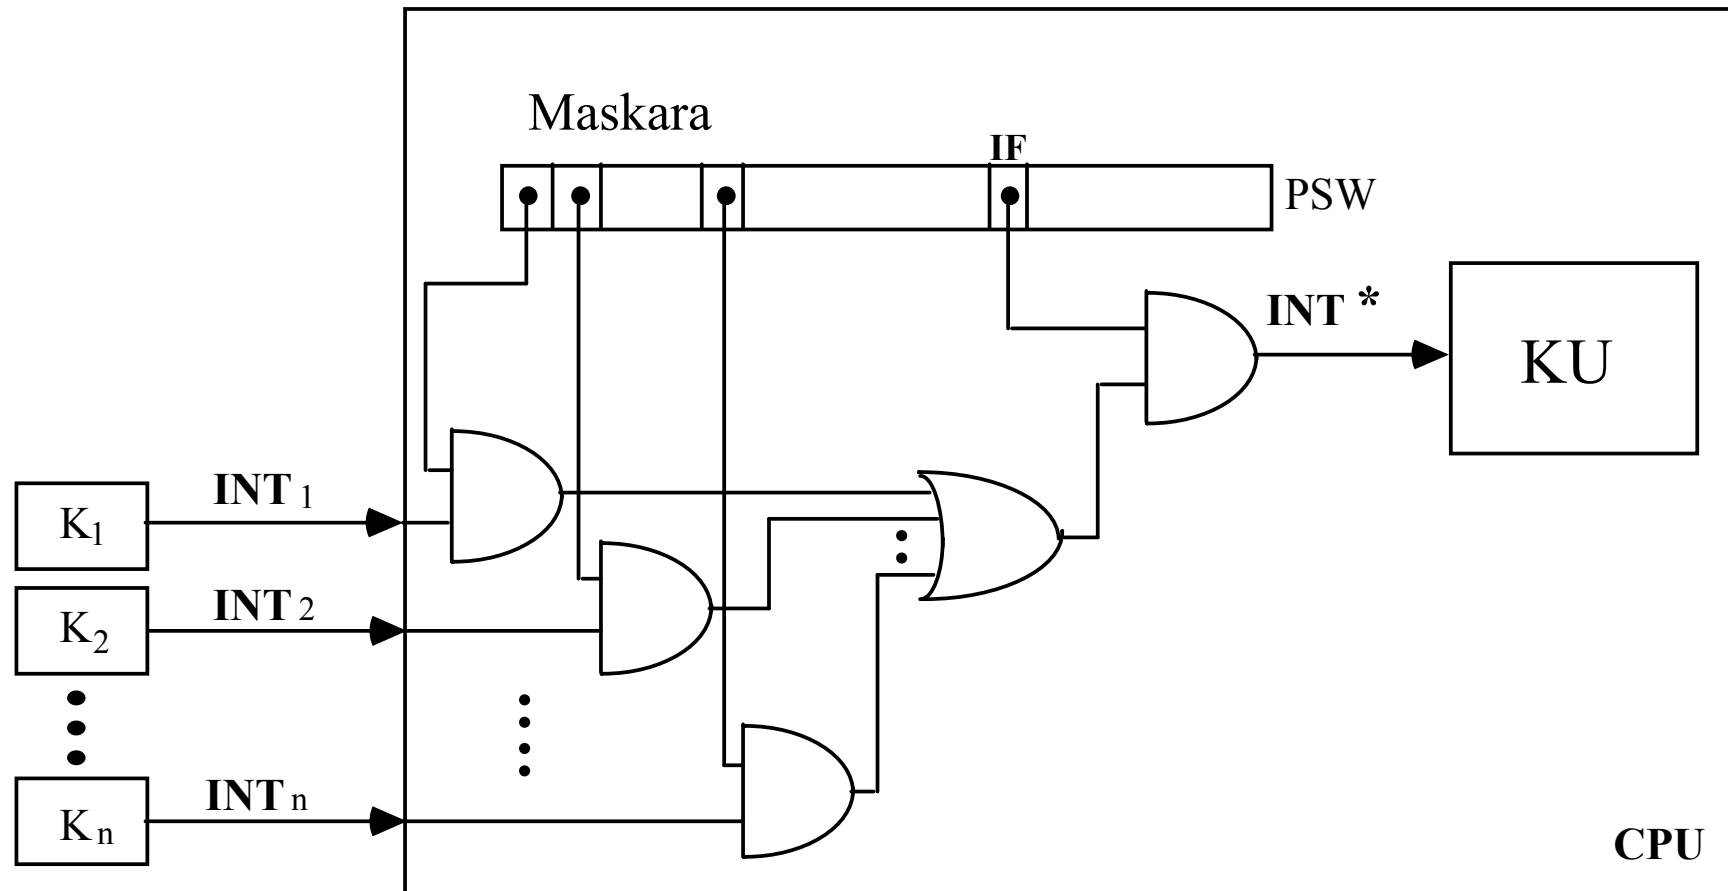 Maskara
IF
PSW
INT *
KU
INT 1
K1
INT 2
K2
INT n
Kn
CPU